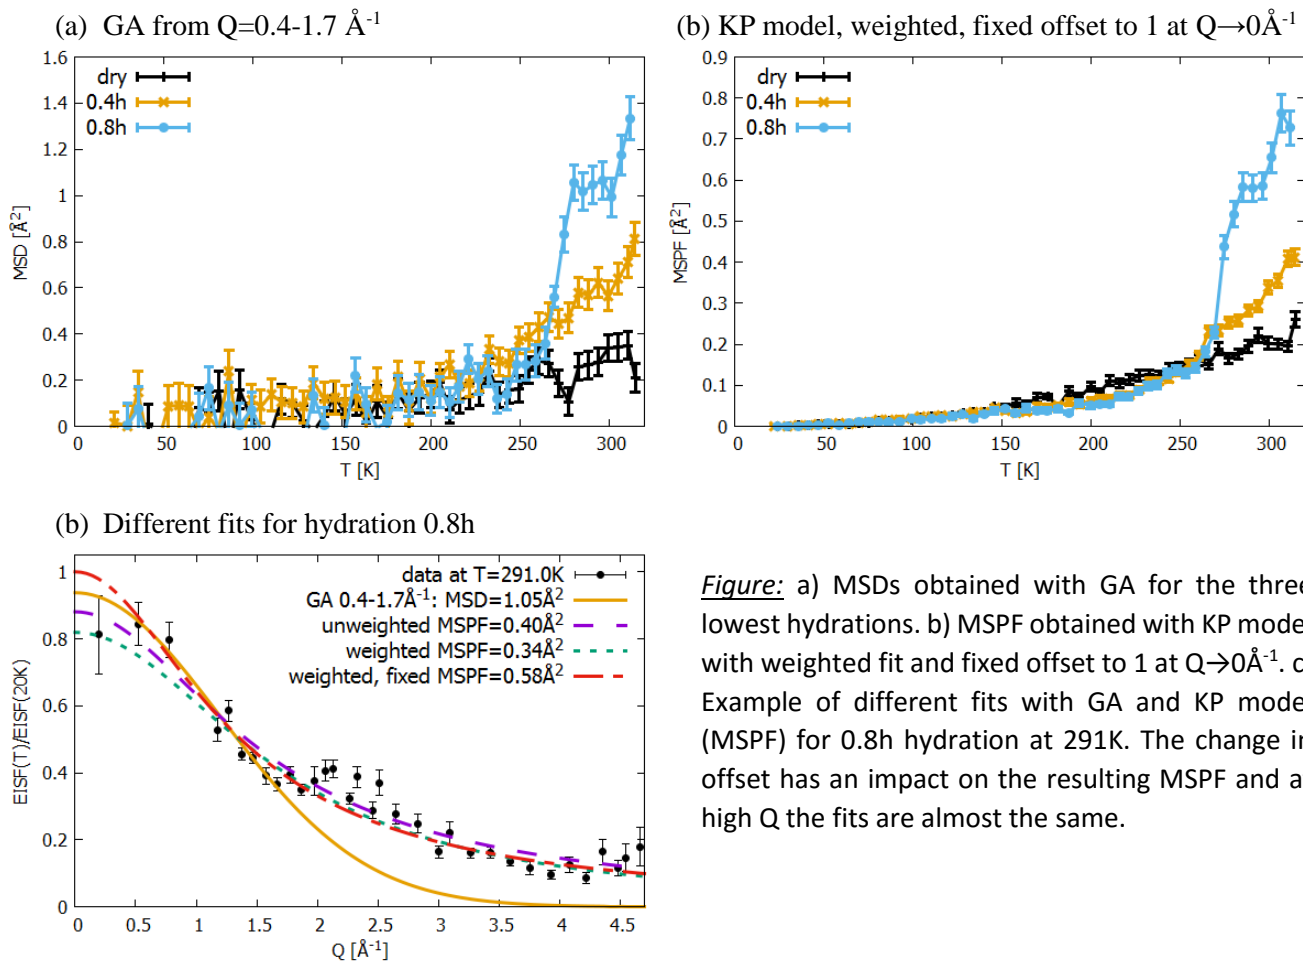 (a) GA from Q=0.4-1.7 Å-1
1.6
1.4
1.2
1
0.8
0.6
0.4
0.2
0
MSD [Å2]
dry
0.4h
0.8h
0 50 100 150 200 250 300
T [K]
(b) KP model, weighted, fixed offset to 1 at Q→0Å-1
0.9
0.8
0.7
0.6
0.5
0.4
0.3
0.2
0.1
0
MSPF [Å2]
dry
0.4h
0.8h
0 50 100 150 200 250 300
T [K]
(b) Different fits for hydration 0.8h
1
0.8
0.6
0.4
0.2
0
EISF(T)/EISF(20K)
data at T=291.0K
GA 0.4-1.7Å-1: MSD=1.05Å2
unweighted MSPF=0.40Å2
weighted MSPF=0.34Å2
weighted, fixed MSPF=0.58Å2
0 0.5 1 1.5 2 2.5 3 3.5 4 4.5
Q [Å-1]
Figure: a) MSDs obtained with GA for the three
lowest hydrations. b) MSPF obtained with KP mode
with weighted fit and fixed offset to 1 at Q→0Å-1. c
Example of different fits with GA and KP mode
(MSPF) for 0.8h hydration at 291K. The change in
offset has an impact on the resulting MSPF and a
high Q the fits are almost the same.